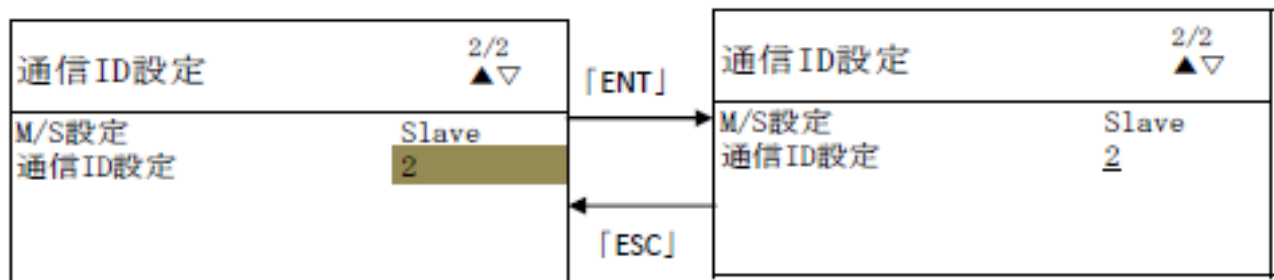 通信ID設定
2/2
▲▽
M/S設定 Slave
通信ID設定 2
「ENT」
「ESC」
通信ID設定
2/2
▲▽
M/S設定 Slave
通信ID設定 2